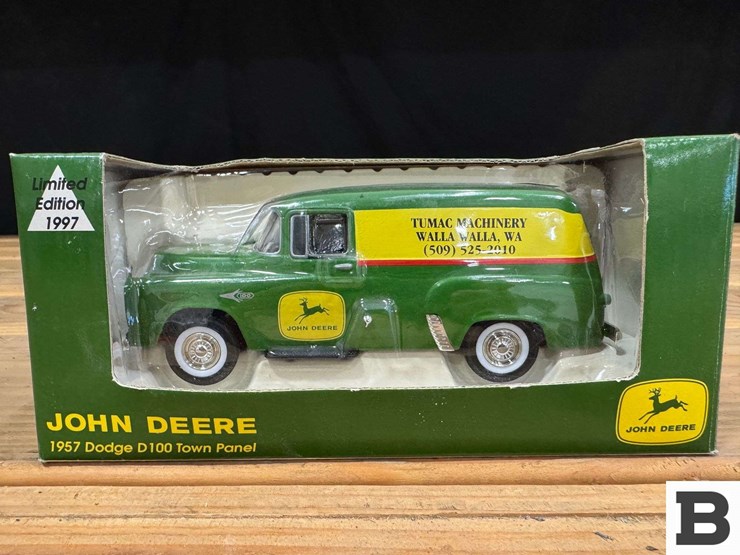 Limited
Edition
1997
TUMAC MACHINERY
WALLA WALLA, WA
(509) 525-2010
100
JOHN DEERE
JOHN DEERE
1957 Dodge D100 Town Panel
JOHN DEERE
B